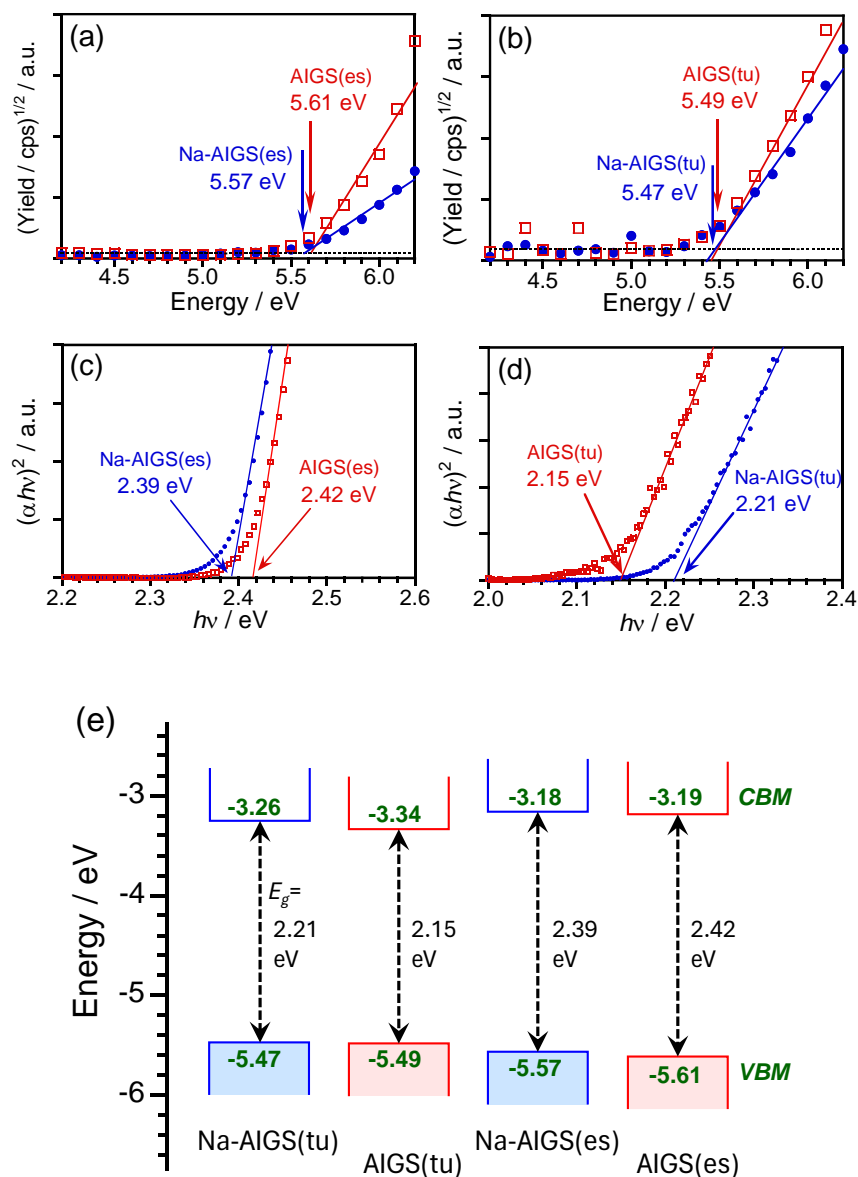 (a)
(Yield / cps)1/2 / a.u.
AIGS(es)
5.61 eV
Na-AIGS(es)
5.57 eV
4.5 5.0 5.5 6.0
Energy / eV
(b)
(Yield / cps)1/2 / a.u.
AIGS(tu)
5.49 eV
Na-AIGS(tu)
5.47 eV
4.5 5.0 5.5 6.0
Energy / eV
(c)
(αhν)2 / a.u.
Na-AIGS(es)
2.39 eV
AIGS(es)
2.42 eV
2.2 2.3 2.4 2.5 2.6
hν / eV
(d)
(αhν)2 / a.u.
AIGS(tu)
2.15 eV
Na-AIGS(tu)
2.21 eV
2.0 2.1 2.2 2.3 2.4
hν / eV
(e)
Energy / eV
-3
-4
-5
-6
-3.26 -3.34 -3.18 -3.19 CBM
Eg=
2.21 2.15 2.39 2.42
eV eV eV eV
-5.47 -5.49 -5.57 -5.61 VBM
Na-AIGS(tu) AIGS(tu) Na-AIGS(es) AIGS(es)